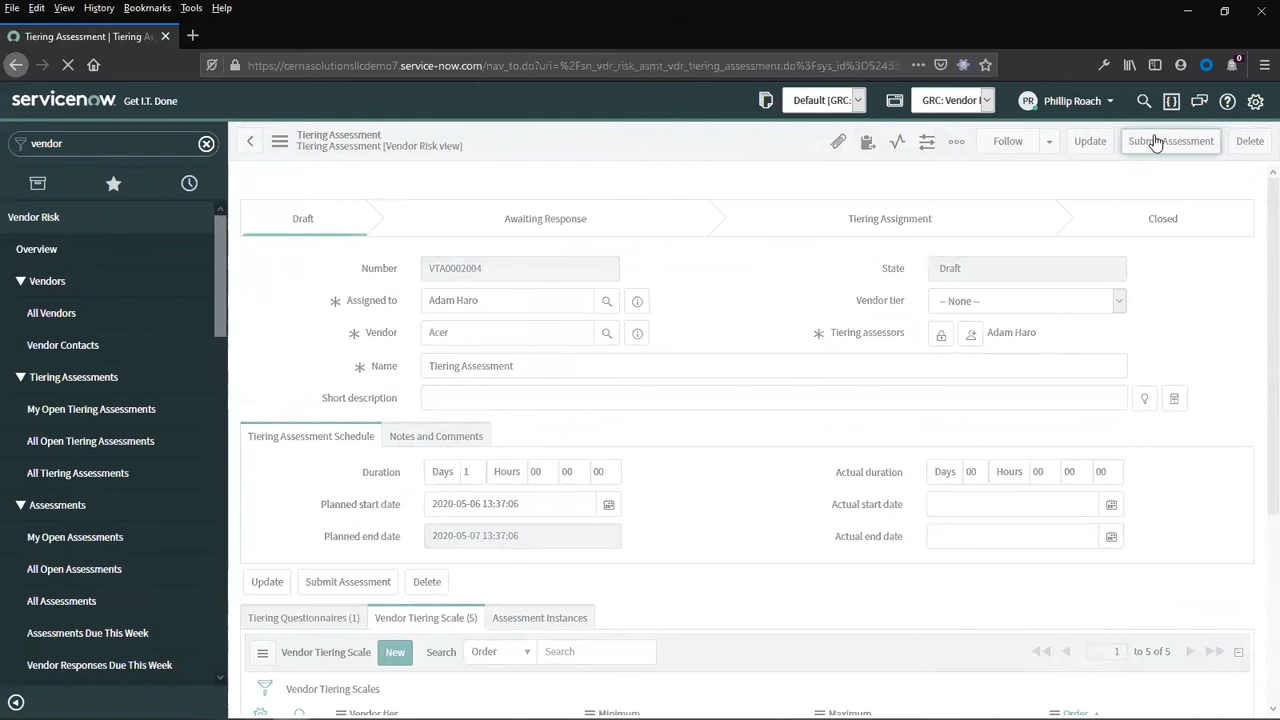 File Edit View History Bookmarks Tools Help
Tiering Assessment | Tiering As
https://cernasolutionsllcdemo7.service-now.com/nav_to.do?uri=%2Fsn_vdr_risk_asmt_vdr_tiering_assessment.do%3Fsys_id%3D5245
servicenow Get I.T. Done
Default [GRC:
GRC: Vendor
PR Phillip Roach
vendor
Tiering Assessment
Tiering Assessment [Vendor Risk view]
Follow Update Submit Assessment Delete
Vendor Risk
Overview
Vendors
All Vendors
Vendor Contacts
Tiering Assessments
My Open Tiering Assessments
All Open Tiering Assessments
All Tiering Assessments
Assessments
My Open Assessments
All Open Assessments
All Assessments
Assessments Due This Week
Vendor Responses Due This Week
Draft Awaiting Response Tiering Assignment Closed
Number VTA0002004 State Draft
Assigned to Adam Haro Vendor tier -- None --
Vendor Acer Tiering assessors Adam Haro
Name Tiering Assessment
Short description
Tiering Assessment Schedule Notes and Comments
Duration Days 1 Hours 00 00 00 Actual duration Days 00 Hours 00 00 00
Planned start date 2020-05-06 13:37:06 Actual start date
Planned end date 2020-05-07 13:37:06 Actual end date
Update Submit Assessment Delete
Tiering Questionnaires (1) Vendor Tiering Scale (5) Assessment Instances
Vendor Tiering Scale New Search Order Search 1 to 5 of 5
Vendor Tiering Scales
Vendor tier Minimum Maximum Order